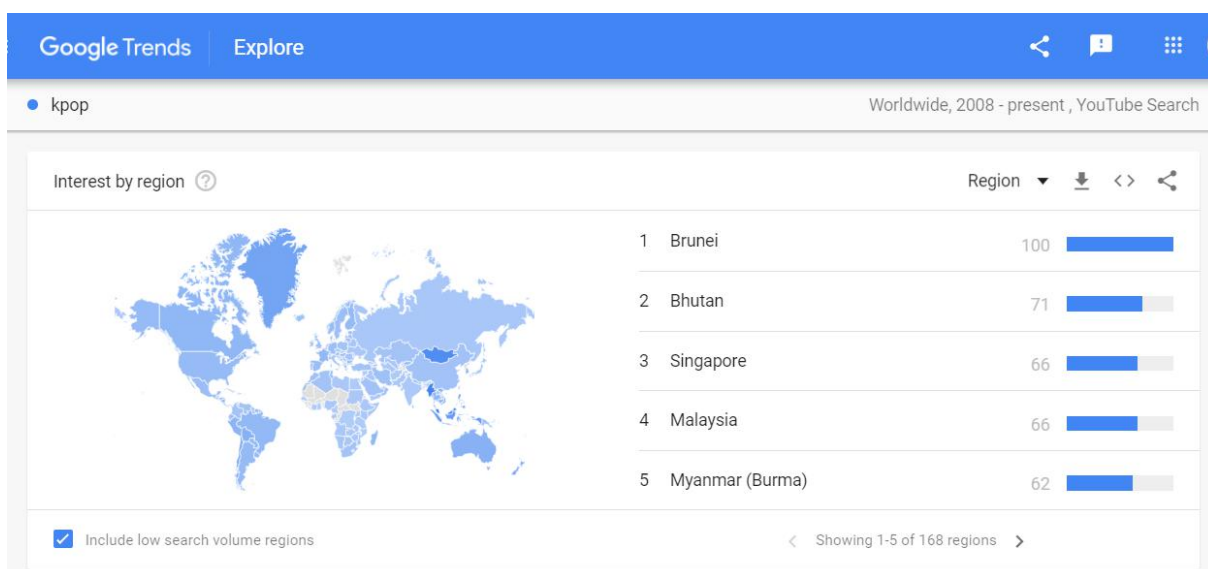 Google Trends Explore
kpop Worldwide, 2008 - present , YouTube Search
Interest by region Region
1 Brunei 100
2 Bhutan 71
3 Singapore 66
4 Malaysia 66
5 Myanmar (Burma) 62
Include low search volume regions Showing 1-5 of 168 regions